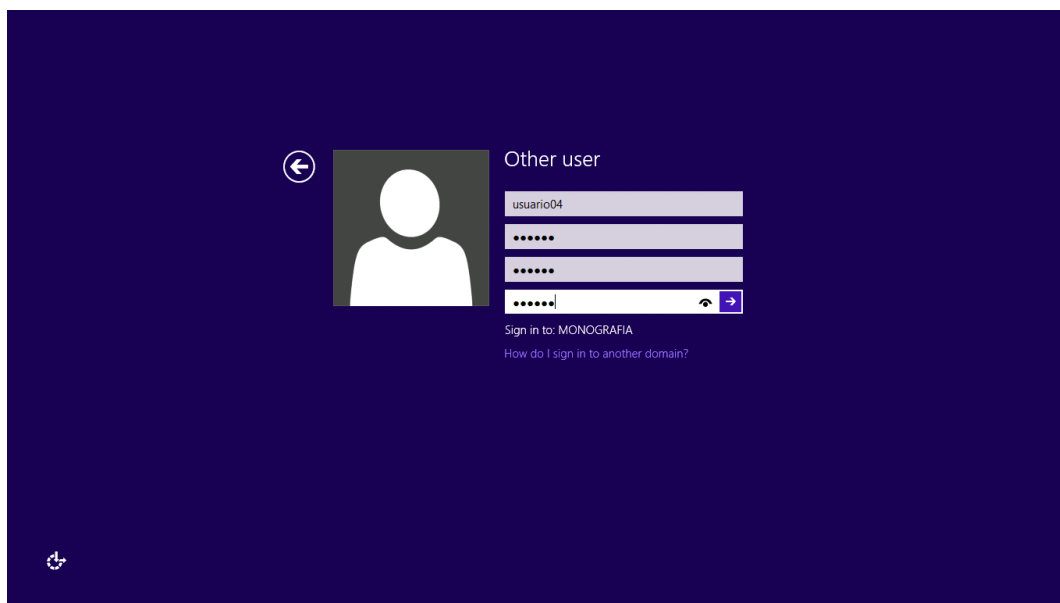 Other user
usuario04
••••••
••••••
••••••
Sign in to: MONOGRAFIA
How do I sign in to another domain?